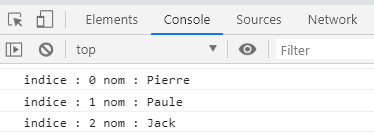 Elements Console Sources Network
top Filter
indice : 0 nom : Pierre
indice : 1 nom : Paule
indice : 2 nom : Jack